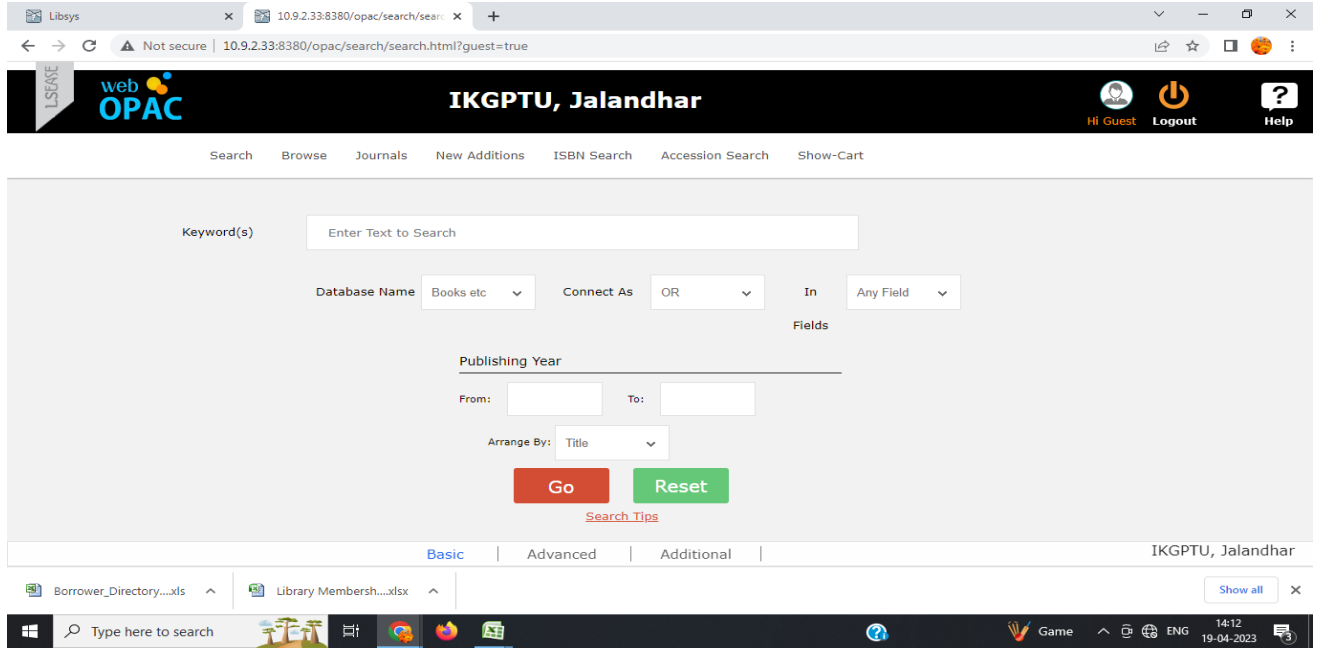 Libsys
10.9.2.33:8380/opac/search/searc
Not secure | 10.9.2.33:8380/opac/search/search.html?guest=true
LSEASE
web OPAC
IKGPTU, Jalandhar
Hi Guest Logout Help
Search Browse Journals New Additions ISBN Search Accession Search Show-Cart
Keyword(s) Enter Text to Search
Database Name Books etc Connect As OR In Any Field
Fields
Publishing Year
From: To:
Arrange By: Title
Go Reset
Search Tips
Basic | Advanced | Additional |
IKGPTU, Jalandhar
Borrower_Directory....xls Library Membersh....xlsx Show all
Type here to search Game ENG 14:12
19-04-2023
3